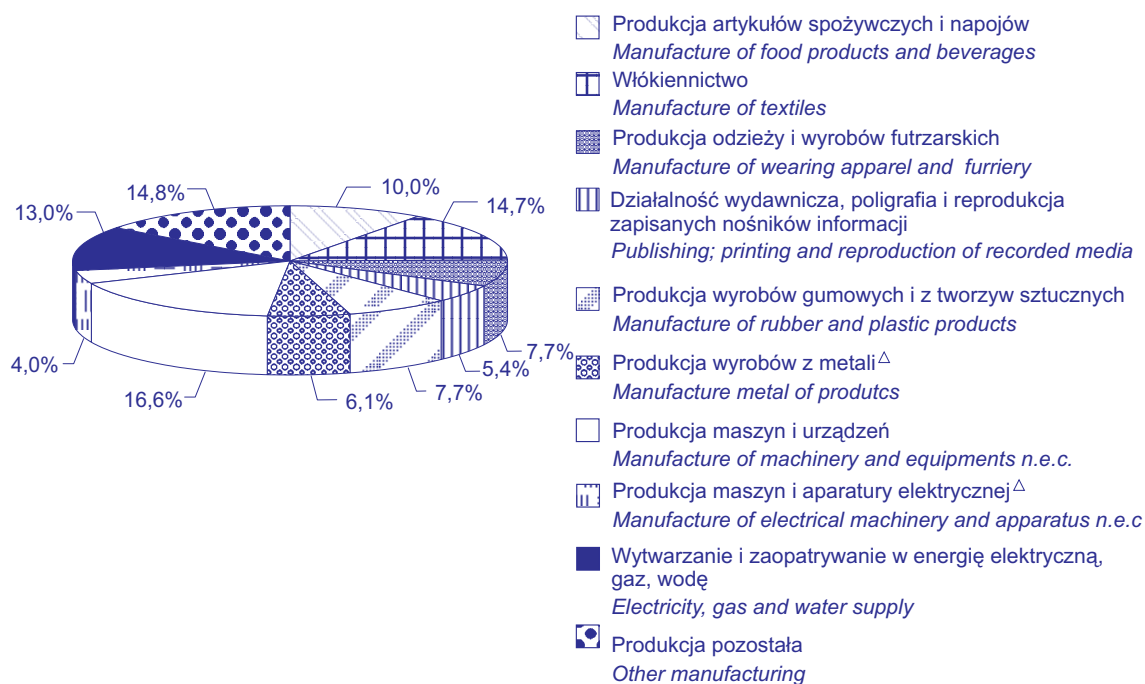 14,8%
10,0%
13,0%
14,7%
4,0%
16,6%
6,1%
7,7%
5,4%
7,7%
Produkcja artykułów spożywczych i napojów
Manufacture of food products and beverages
Włókiennictwo
Manufacture of textiles
Produkcja odzieży i wyrobów futrzarskich
Manufacture of wearing apparel and furriery
Działalność wydawnicza, poligrafia i reprodukcja
zapisanych nośników informacji
Publishing; printing and reproduction of recorded media
Produkcja wyrobów gumowych i z tworzyw sztucznych
Manufacture of rubber and plastic products
Produkcja wyrobów z metali△
Manufacture metal of produtcs
Produkcja maszyn i urządzeń
Manufacture of machinery and equipments n.e.c.
Produkcja maszyn i aparatury elektrycznej△
Manufacture of electrical machinery and apparatus n.e.c
Wytwarzanie i zaopatrywanie w energię elektryczną,
gaz, wodę
Electricity, gas and water supply
Produkcja pozostała
Other manufacturing